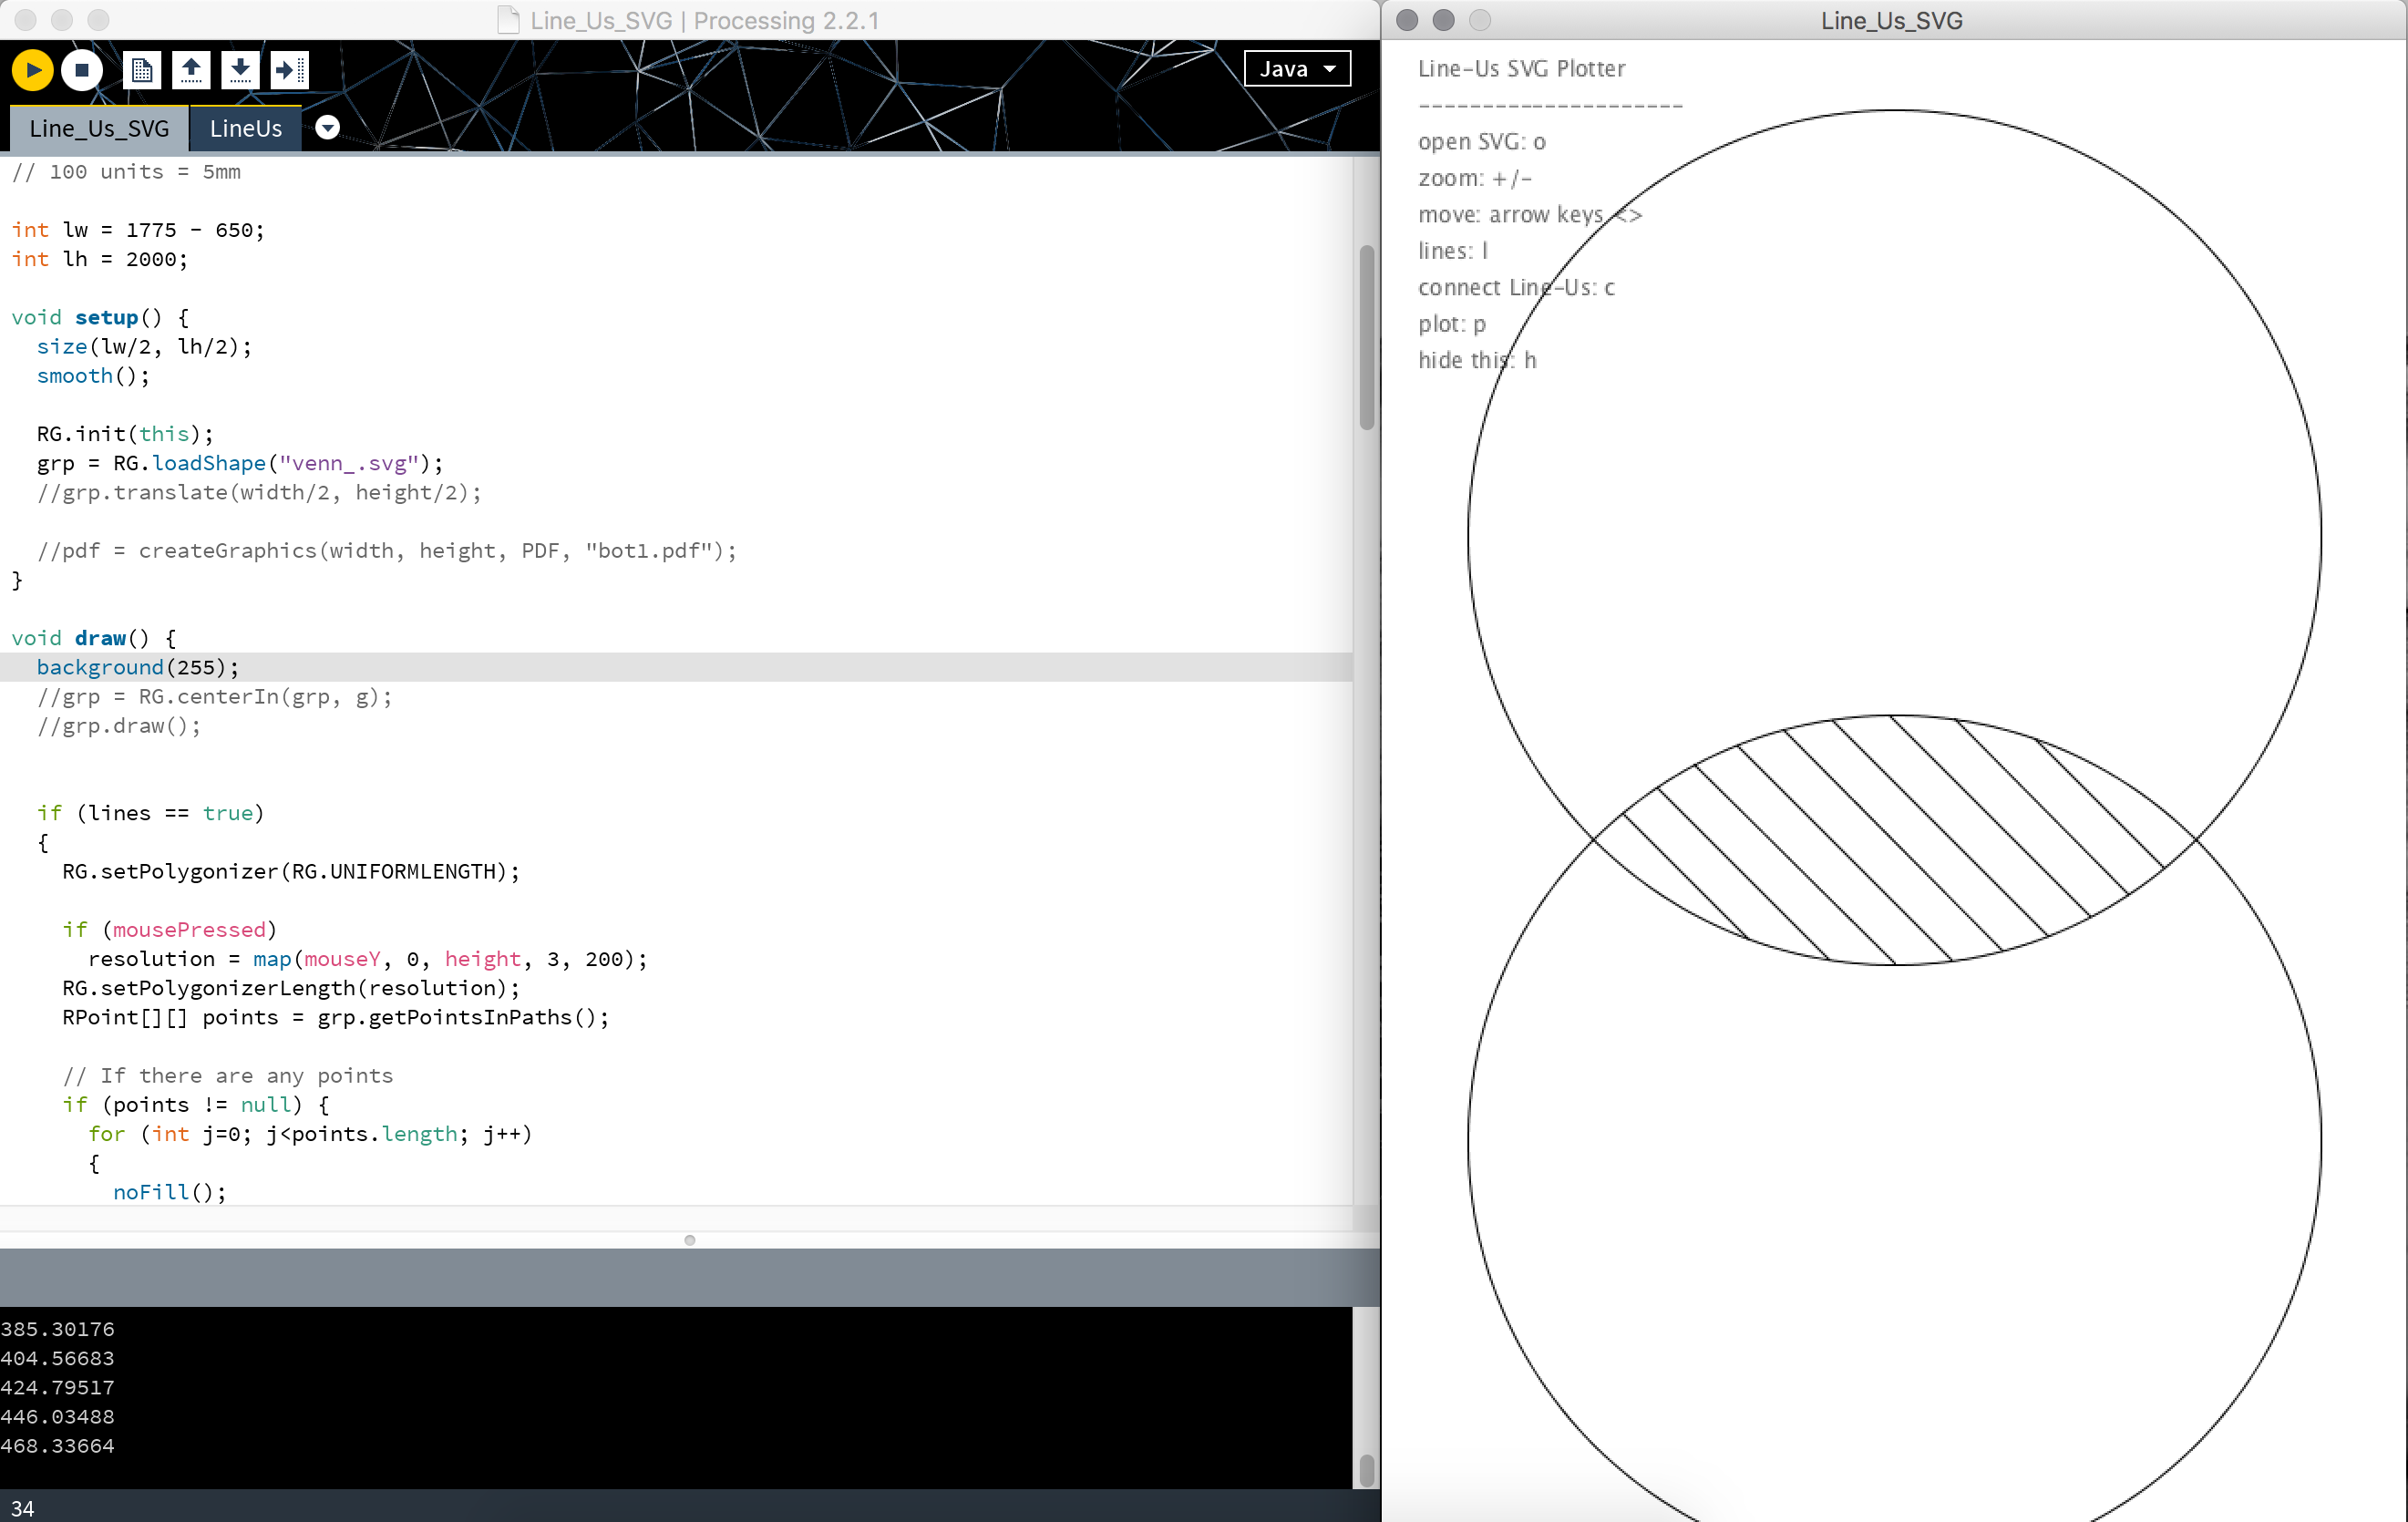 Line_Us_SVG | Processing 2.2.1
Java
Line_Us_SVG
LineUs
// 100 units = 5mm
int lw = 1775 - 650;
int lh = 2000;
void setup() {
size(lw/2, lh/2);
smooth();
RG.init(this);
grp = RG.loadShape("venn_.svg");
//grp.translate(width/2, height/2);
//pdf = createGraphics(width, height, PDF, "bot1.pdf");
}
void draw() {
background(255);
//grp = RG.centerIn(grp, g);
//grp.draw();
if (lines == true)
{
RG.setPolygonizer(RG.UNIFORMLENGTH);
if (mousePressed)
resolution = map(mouseY, 0, height, 3, 200);
RG.setPolygonizerLength(resolution);
RPoint[][] points = grp.getPointsInPaths();
// If there are any points
if (points != null) {
for (int j=0; j<points.length; j++)
{
noFill();
385.30176
404.56683
424.79517
446.03488
468.33664
34
Line_Us_SVG
Line-Us SVG Plotter
---------------------
open SVG: o
zoom: +/-
move: arrow keys <>
lines: l
connect Line-Us: c
plot: p
hide this: h